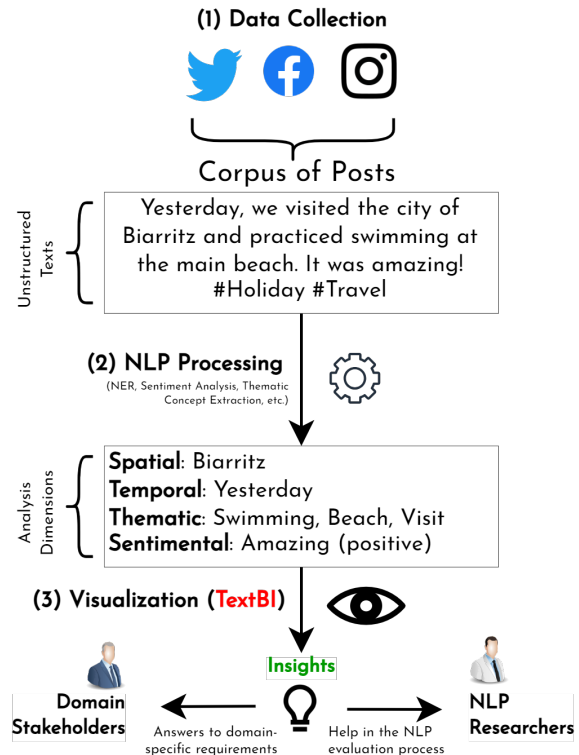 (1) Data Collection
Corpus of Posts
Unstructured
Texts
Yesterday, we visited the city of
Biarritz and practiced swimming at
the main beach. It was amazing!
#Holiday #Travel
(2) NLP Processing
(NER, Sentiment Analysis, Thematic
Concept Extraction, etc.)
Analysis
Dimensions
Spatial: Biarritz
Temporal: Yesterday
Thematic: Swimming, Beach, Visit
Sentimental: Amazing (positive)
(3) Visualization (TextBI)
Insights
Domain
Stakeholders
Answers to domain-
specific requirements
Help in the NLP
evaluation process
NLP
Researchers